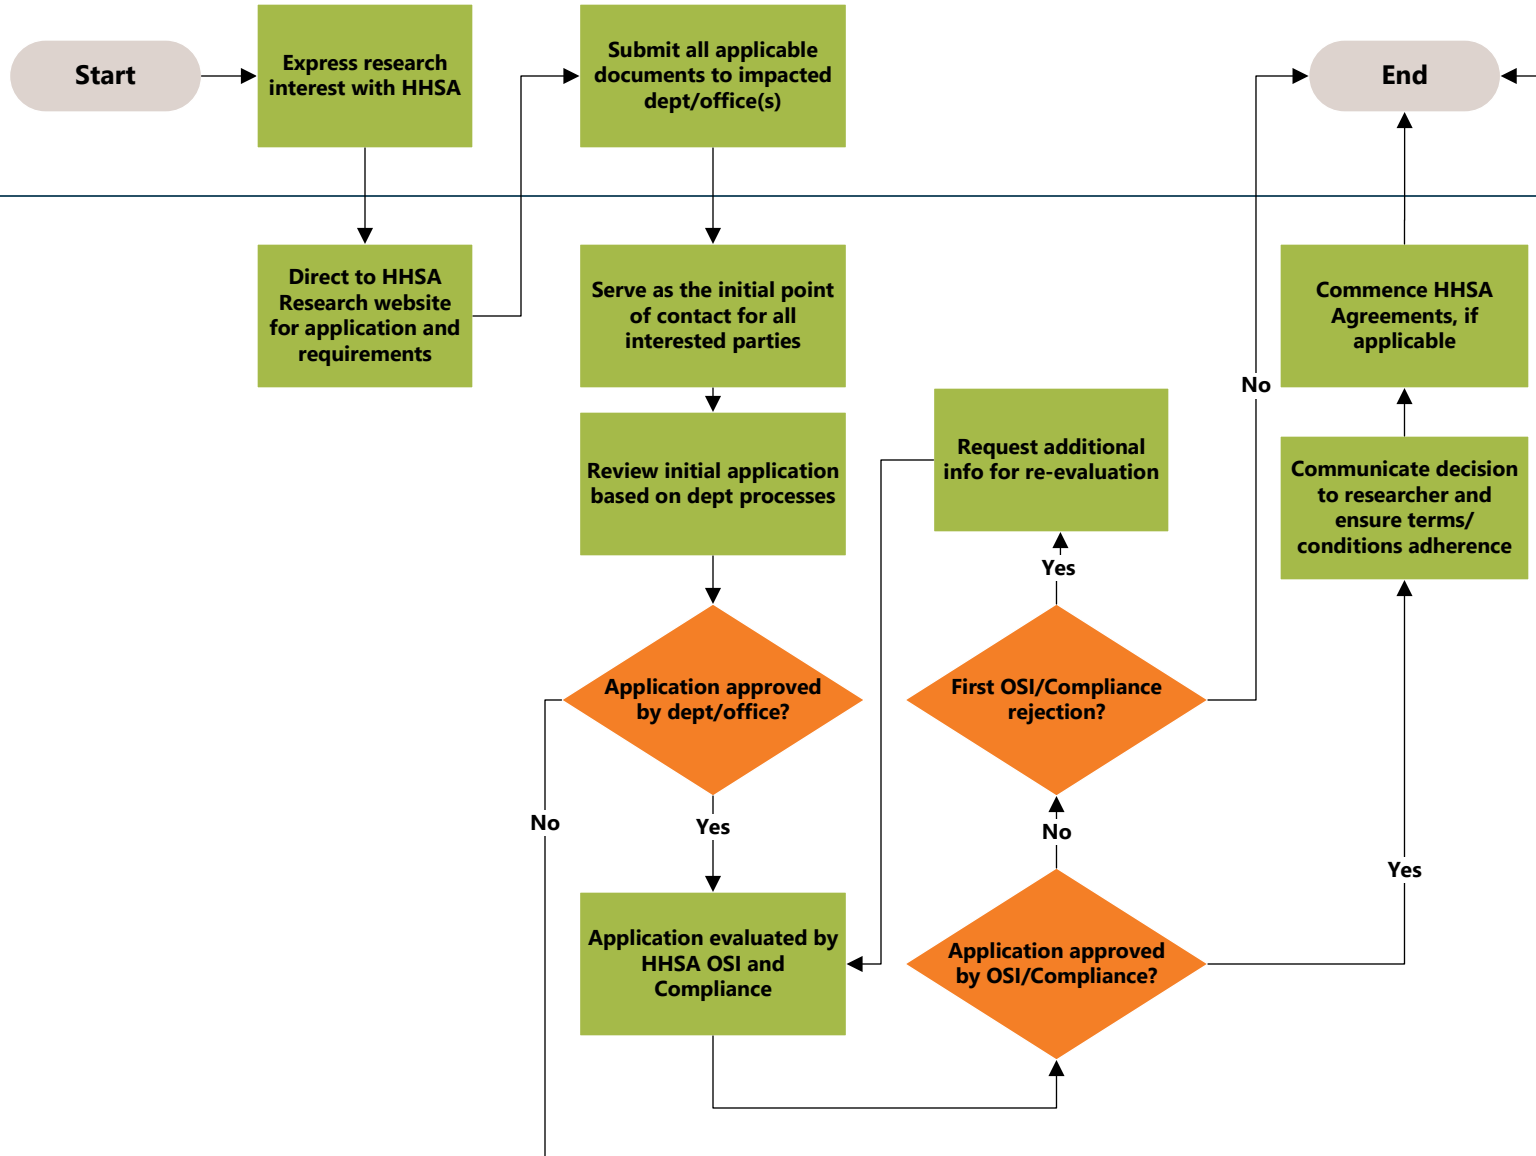 Start
Express research
interest with HHSA
Submit all applicable
documents to impacted
dept/office(s)
End
Direct to HHSA
Research website
for application and
requirements
Serve as the initial point
of contact for all
interested parties
Commence HHSA
Agreements, if
applicable
No
Review initial application
based on dept processes
Request additional
info for re-evaluation
Communicate decision
to researcher and
ensure terms/
conditions adherence
Yes
Application approved
by dept/office?
First OSI/Compliance
rejection?
No
Yes
No
Yes
Application evaluated by
HHSA OSI and
Compliance
Application approved
by OSI/Compliance?